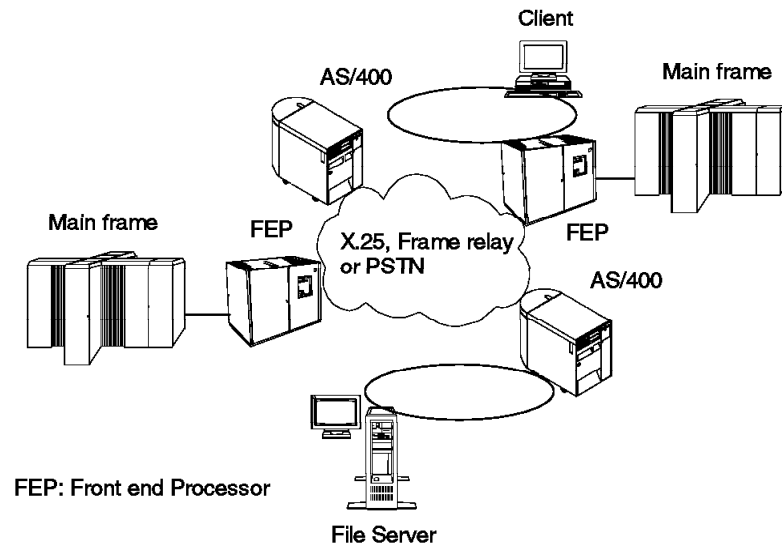 Client
AS/400
Main frame
Main frame
FEP
X.25, Frame relay
or PSTN
FEP
AS/400
FEP: Front end Processor
File Server